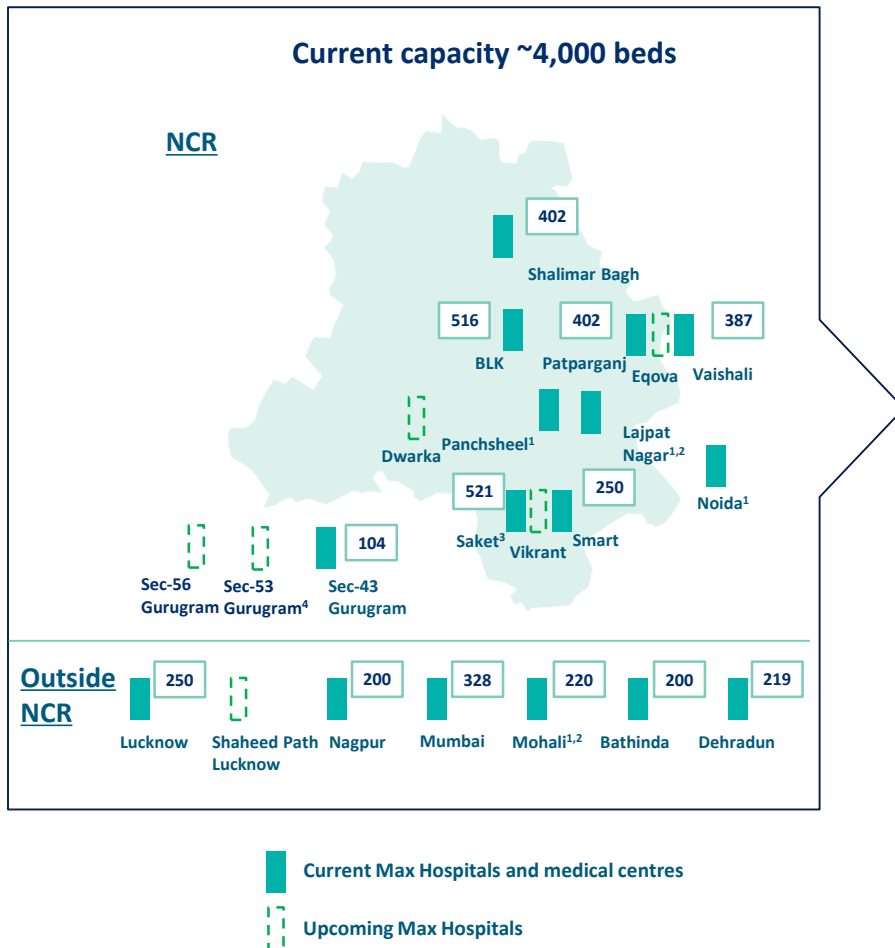 Current capacity ~4,000 beds
NCR
402
Shalimar Bagh
516
BLK
402
Patparganj
Eqova
387
Vaishali
Dwarka
Panchsheel¹
Lajpat
Nagar¹,²
Noida¹
521
Saket³
Vikrant
250
Smart
Sec-56
Gurugram
Sec-53
Gurugram⁴
104
Sec-43
Gurugram
Outside
NCR
250
Lucknow
Shaheed Path
Lucknow
200
Nagpur
328
Mumbai
220
Mohali¹,²
200
Bathinda
219
Dehradun
Current Max Hospitals and medical centres
Upcoming Max Hospitals